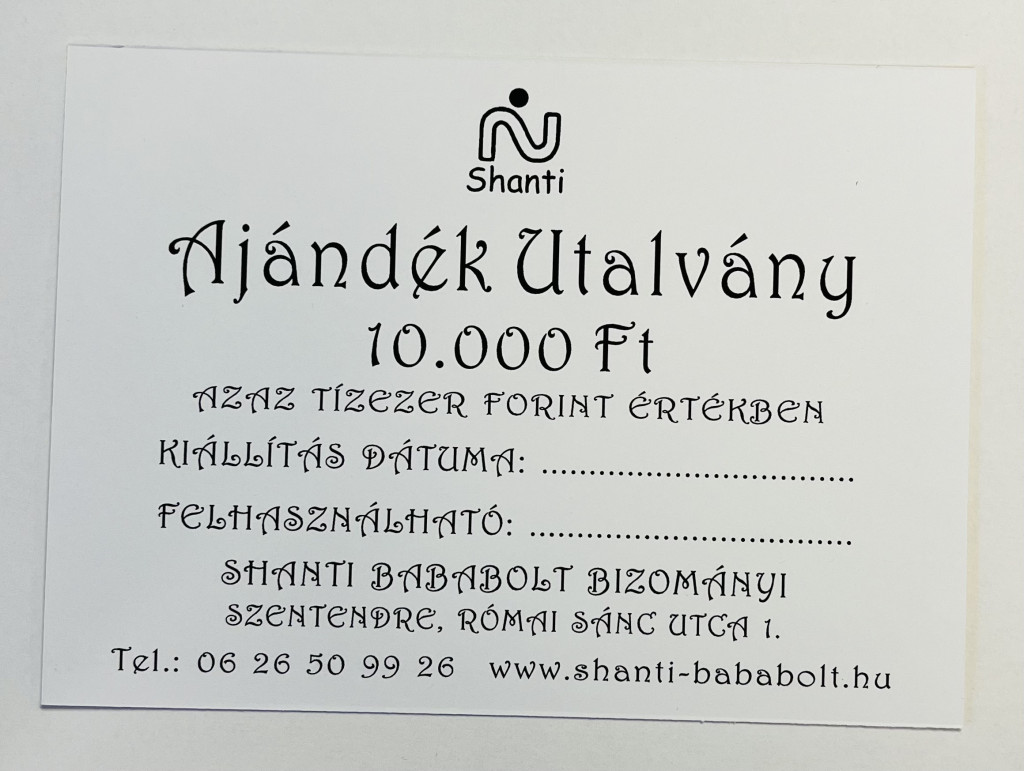 Shanti
Ajándék Utalvány
10.000 Ft
AZAZ TÍZEZER FORINT ÉRTÉKBEN
KIÁLLÍTÁS DÁTUMA: .................................
FELHASZNÁLHATÓ: ..................................
SHANTI BABABOLT BIZOMÁNYI
SZENTENDRE, RÓMAI SÁNC UTCA 1.
Tel.: 06 26 50 99 26 www.shanti-bababolt.hu